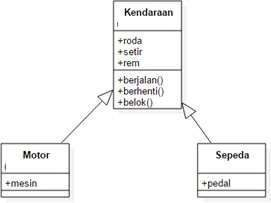 Kendaraan
+roda
+setir
+rem
+berjalan()
+berhenti()
+belok()
Motor
+mesin
Sepeda
+pedal